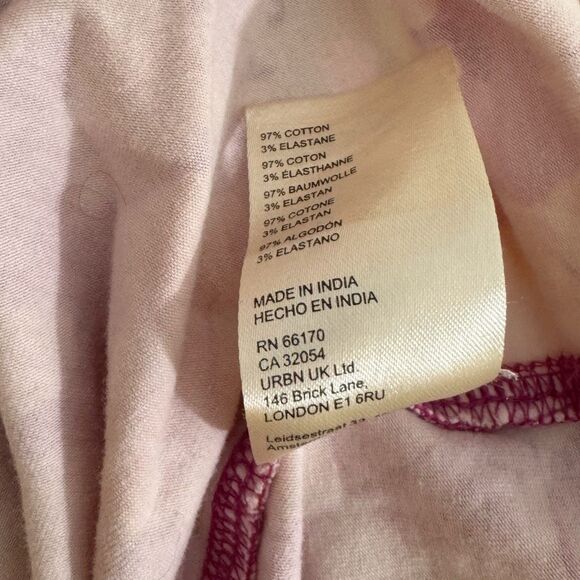 97% COTTON
3% ELASTANE
97% COTON
3% ÉLASTHANNE
97% BAUMWOLLE
3% ELASTAN
97% COTONE
3% ELASTAN
97% ALGODÓN
3% ELASTANO
MADE IN INDIA
HECHO EN INDIA
RN 66170
CA 32054
URBN UK Ltd.
146 Brick Lane,
LONDON E1 6RU
Leidsestraat